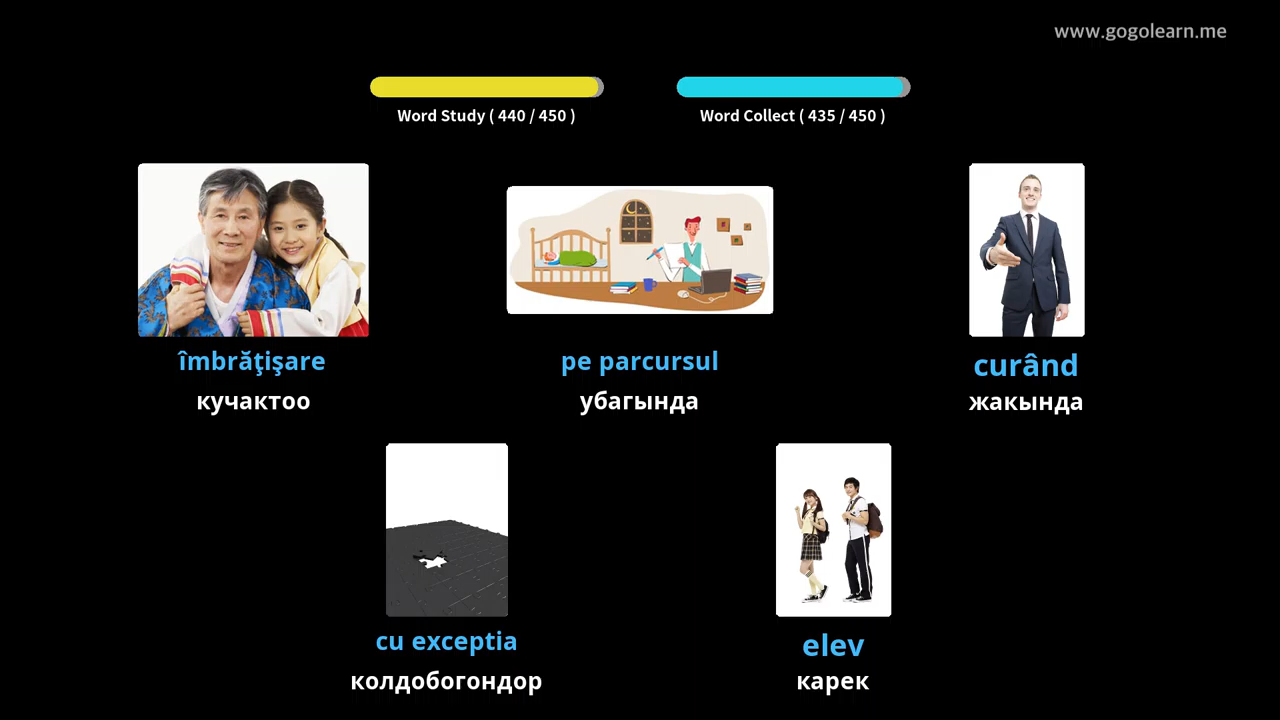 www.gogolearn.me
Word Study ( 440 / 450 )
Word Collect ( 435 / 450 )
îmbrăţişare
кучактоо
pe parcursul
убагында
curând
жакында
cu exceptia
колдобогондор
elev
карек